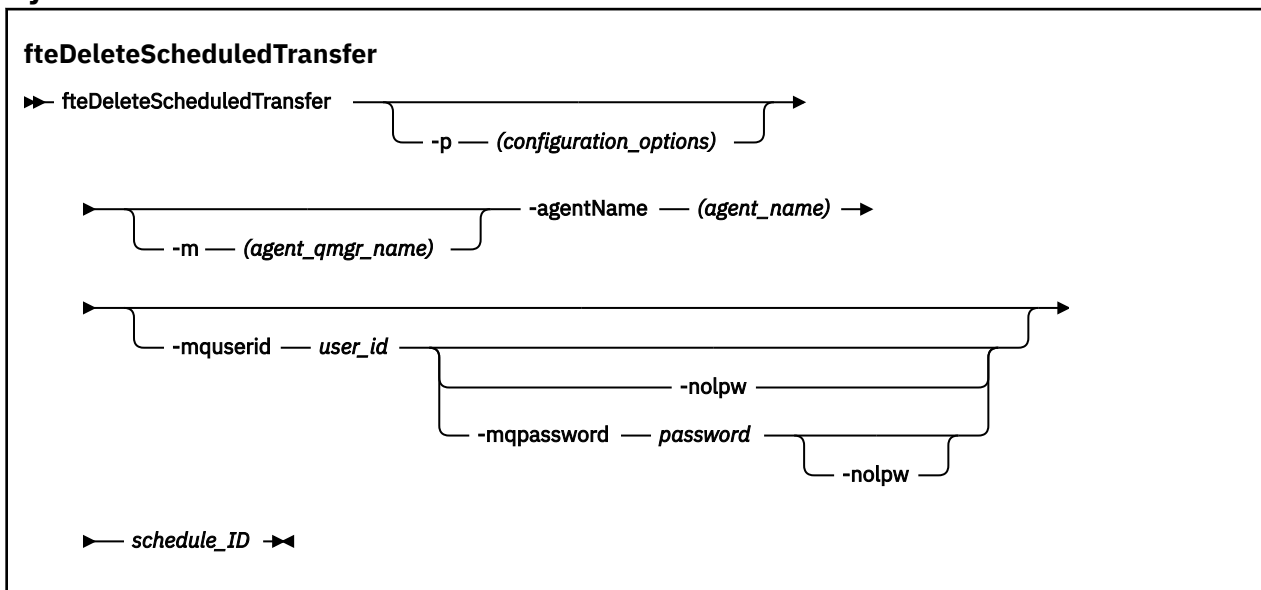 fteDeleteScheduledTransfer
fteDeleteScheduledTransfer
-p (configuration_options)
-agentName (agent_name)
-m (agent_qmgr_name)
-mquserid user_id
-nolpw
-mqpassword password
-nolpw
schedule_ID